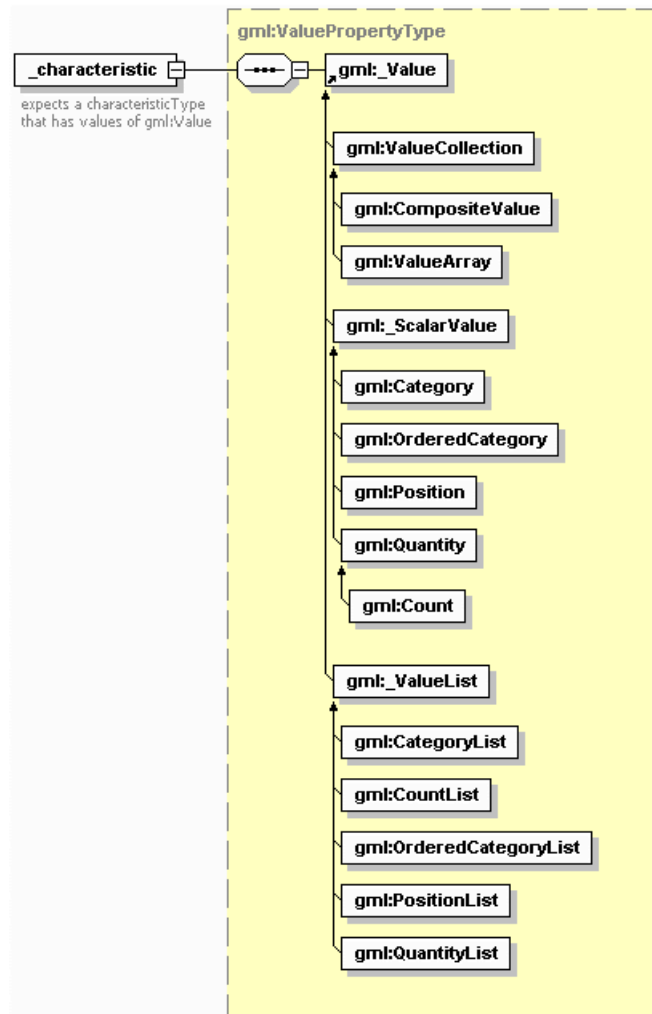 gml:ValuePropertyType
_characteristic
gml:_Value
expects a characteristicType
that has values of gml:Value
gml:ValueCollection
gml:CompositeValue
gml:ValueArray
gml:_ScalarValue
gml:Category
gml:OrderedCategory
gml:Position
gml:Quantity
gml:Count
gml:_ValueList
gml:CategoryList
gml:CountList
gml:OrderedCategoryList
gml:PositionList
gml:QuantityList